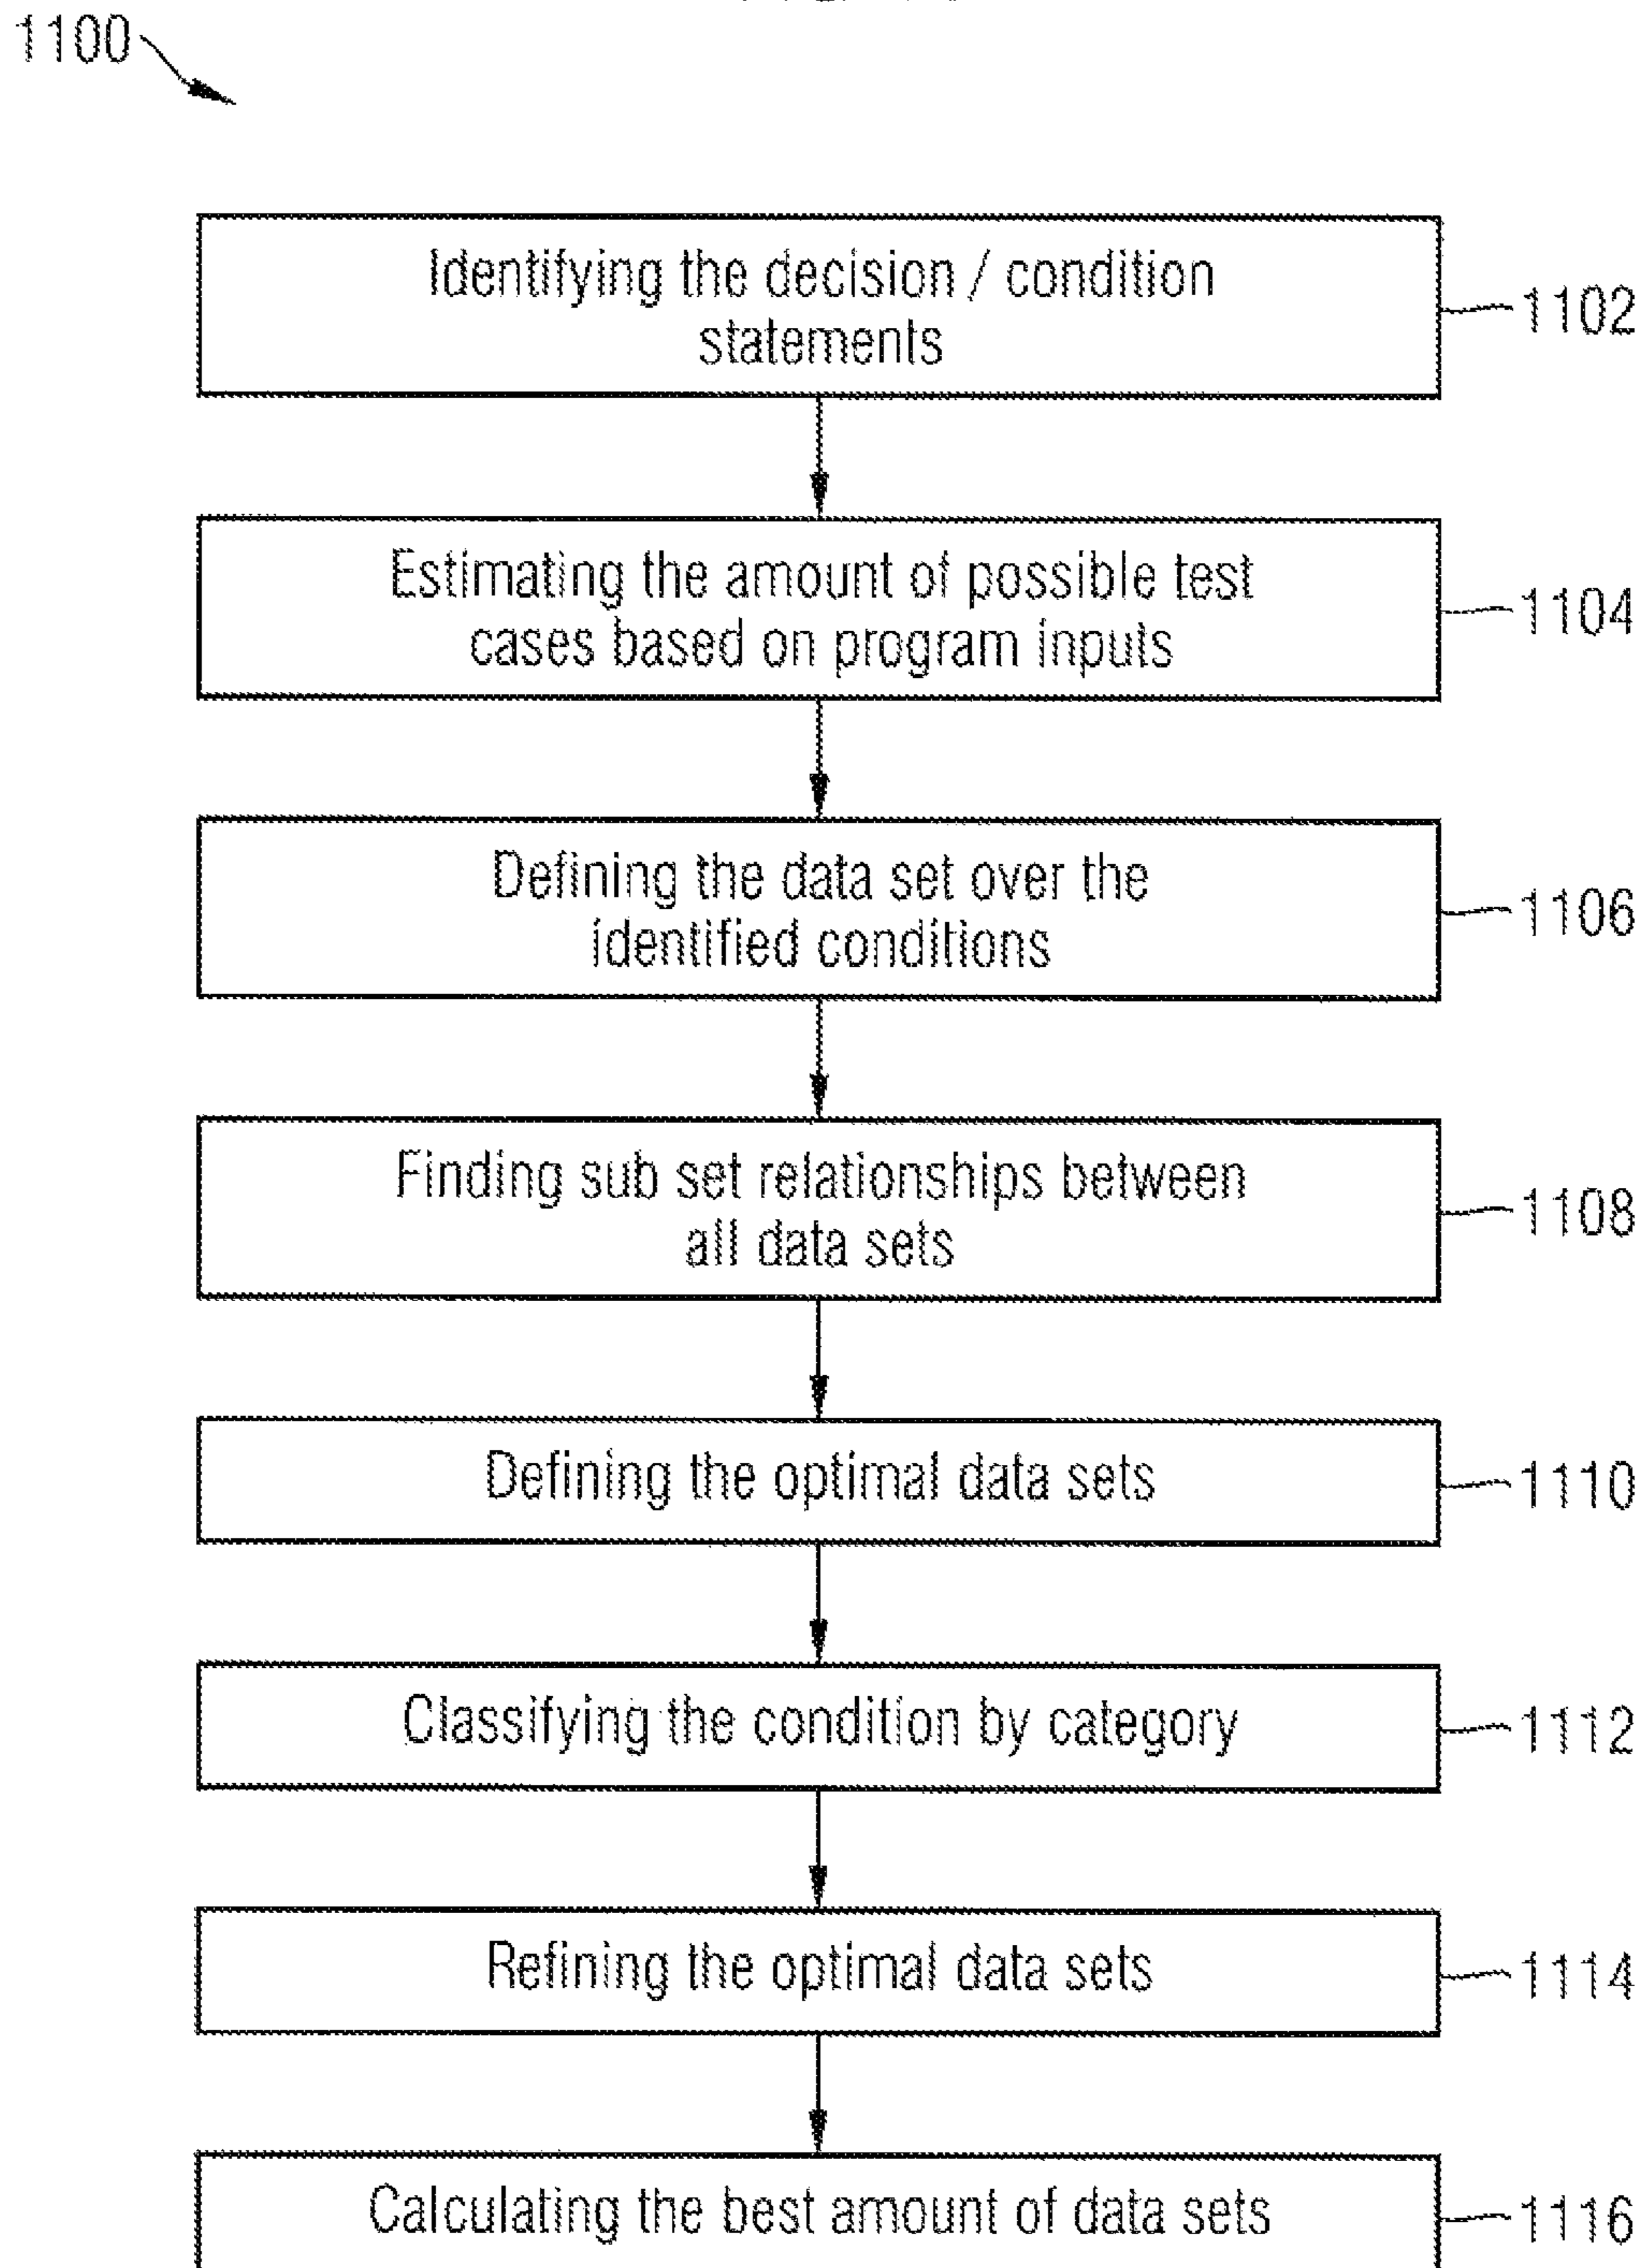 1100
Identifying the decision / condition
statements
1102
Estimating the amount of possible test
cases based on program inputs
1104
Defining the data set over the
identified conditions
1106
Finding sub set relationships between
all data sets
1108
Defining the optimal data sets
1110
Classifying the condition by category
1112
Refining the optimal data sets
1114
Calculating the best amount of data sets
1116